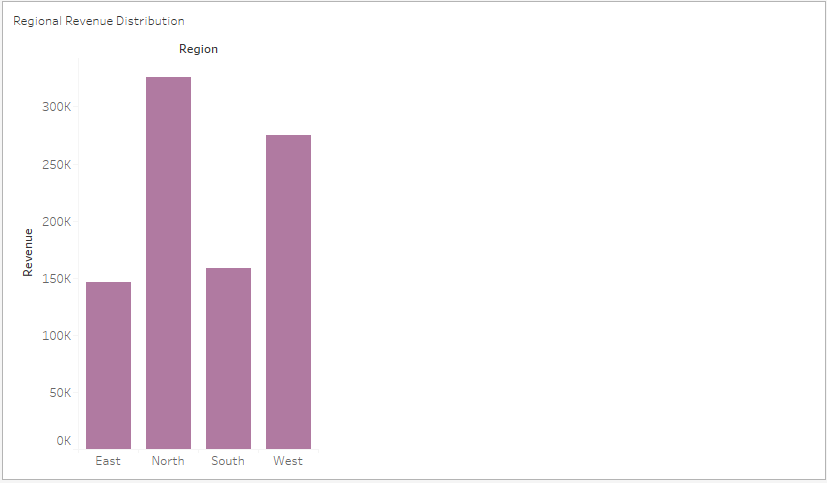 Regional Revenue Distribution
Region
Revenue
300K
250K
200K
150K
100K
50K
0K
East North South West